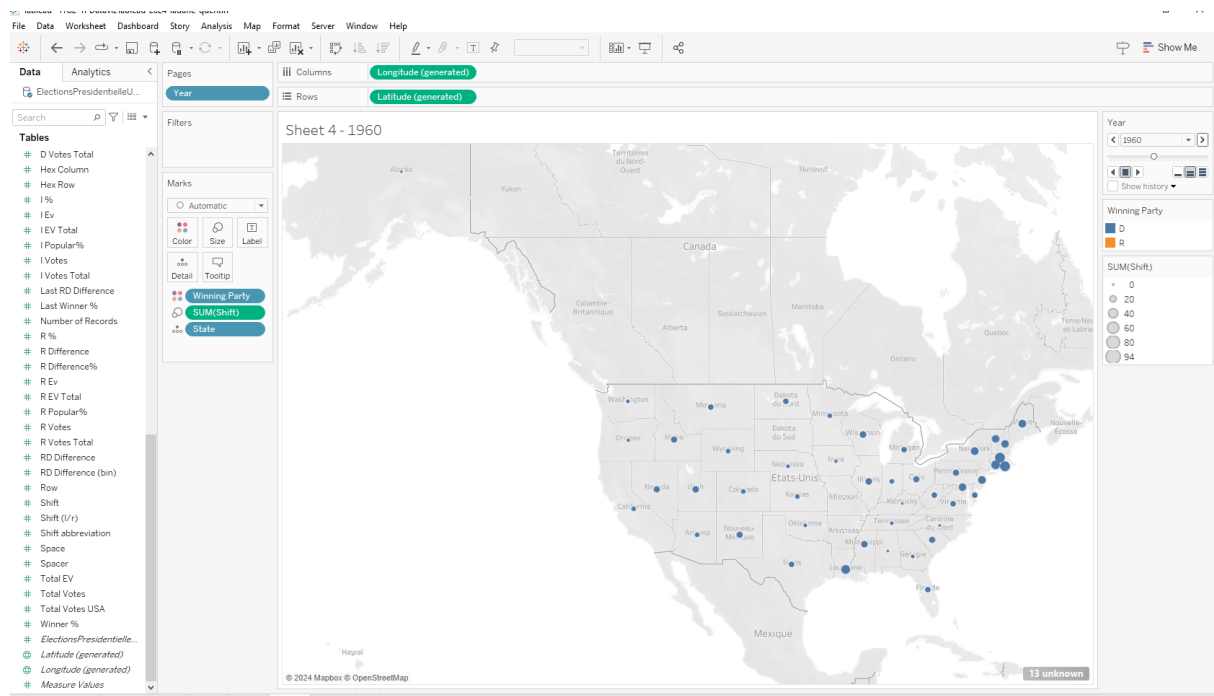 File Data Worksheet Dashboard Story Analysis Map Format Server Window Help
Show Me
Data Analytics
ElectionsPresidentielleU...
Search
Tables
D Votes Total
Hex Column
Hex Row
I %
I Ev
I EV Total
I Popular%
I Votes
I Votes Total
Last RD Difference
Last Winner %
Number of Records
R %
R Difference
R Difference%
R Ev
R EV Total
R Popular%
R Votes
R Votes Total
RD Difference
RD Difference (bin)
Row
Shift
Shift (I/r)
Shift abbreviation
Space
Spacer
Total EV
Total Votes
Total Votes USA
Winner %
ElectionsPresidentielle...
Latitude (generated)
Longitude (generated)
Measure Values
Pages
Year
Filters
Marks
Automatic
Color Size Label
Detail Tooltip
Winning Party
SUM(Shift)
State
Columns Longitude (generated)
Rows Latitude (generated)
Sheet 4 - 1960
Territoires
du Nord-
Ouest
Alaska
Nunavut
Yukon
Canada
Colombie-
Britannique
Manitoba
Saskatchewan
Alberta
Terre-Neu
et-Labra
Quebec
Ontario
Washington
Montana
Dakota
du Nord
Minnesota
Nouvelle-
Écosse
Dakota
du Sud
Wisconsin
Oregon
Idaho
Wyoming
Michigan
New York
Nebraska
Iowa
Pennsylvanie
États-Unis
Illinois
Ohio
Nevada
Utah
Colorado
Kansas
Missouri
Kentucky
Virginie
Californie
Oklahoma
Tennessee
Caroline
du Nord
Arkansas
Arizona
Nouveau-
Mexique
Mississippi
Géorgie
Texas
Louisiane
Floride
Mexique
Hawaï
© 2024 Mapbox © OpenStreetMap
13 unknown
Year
1960
Show history
Winning Party
D
R
SUM(Shift)
0
20
40
60
80
94